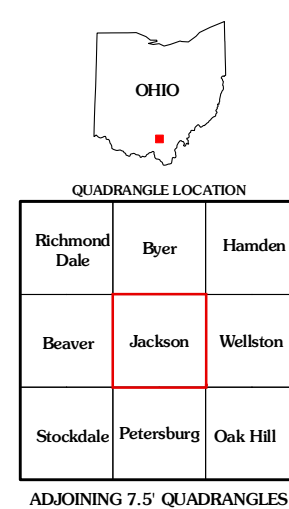 OHIO
QUADRANGLE LOCATION
Richmond
Dale
Byer
Hamden
Beaver
Jackson
Wellston
Stockdale
Petersburg
Oak Hill
ADJOINING 7.5' QUADRANGLES